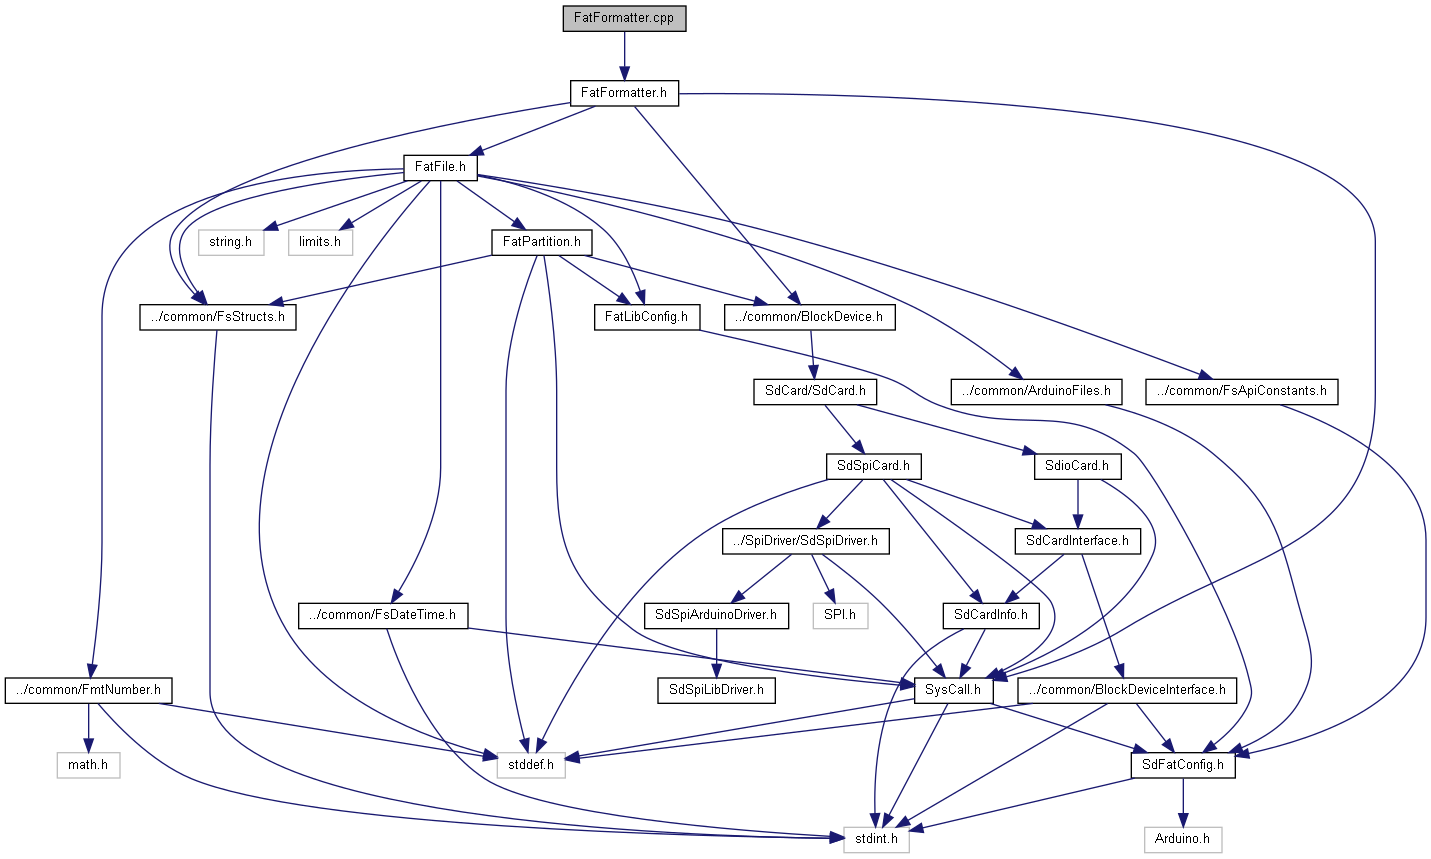 FatFormatter.cpp
FatFormatter.h
FatFile.h
string.h
limits.h
FatPartition.h
../common/FsStructs.h
FatLibConfig.h
../common/BlockDevice.h
SdCard/SdCard.h
../common/ArduinoFiles.h
../common/FsApiConstants.h
SdSpiCard.h
SdioCard.h
../SpiDriver/SdSpiDriver.h
SdCardInterface.h
../common/FsDateTime.h
SdSpiArduinoDriver.h
SPI.h
SdCardInfo.h
../common/FmtNumber.h
SdSpiLibDriver.h
SysCall.h
../common/BlockDeviceInterface.h
math.h
stddef.h
SdFatConfig.h
stdint.h
Arduino.h